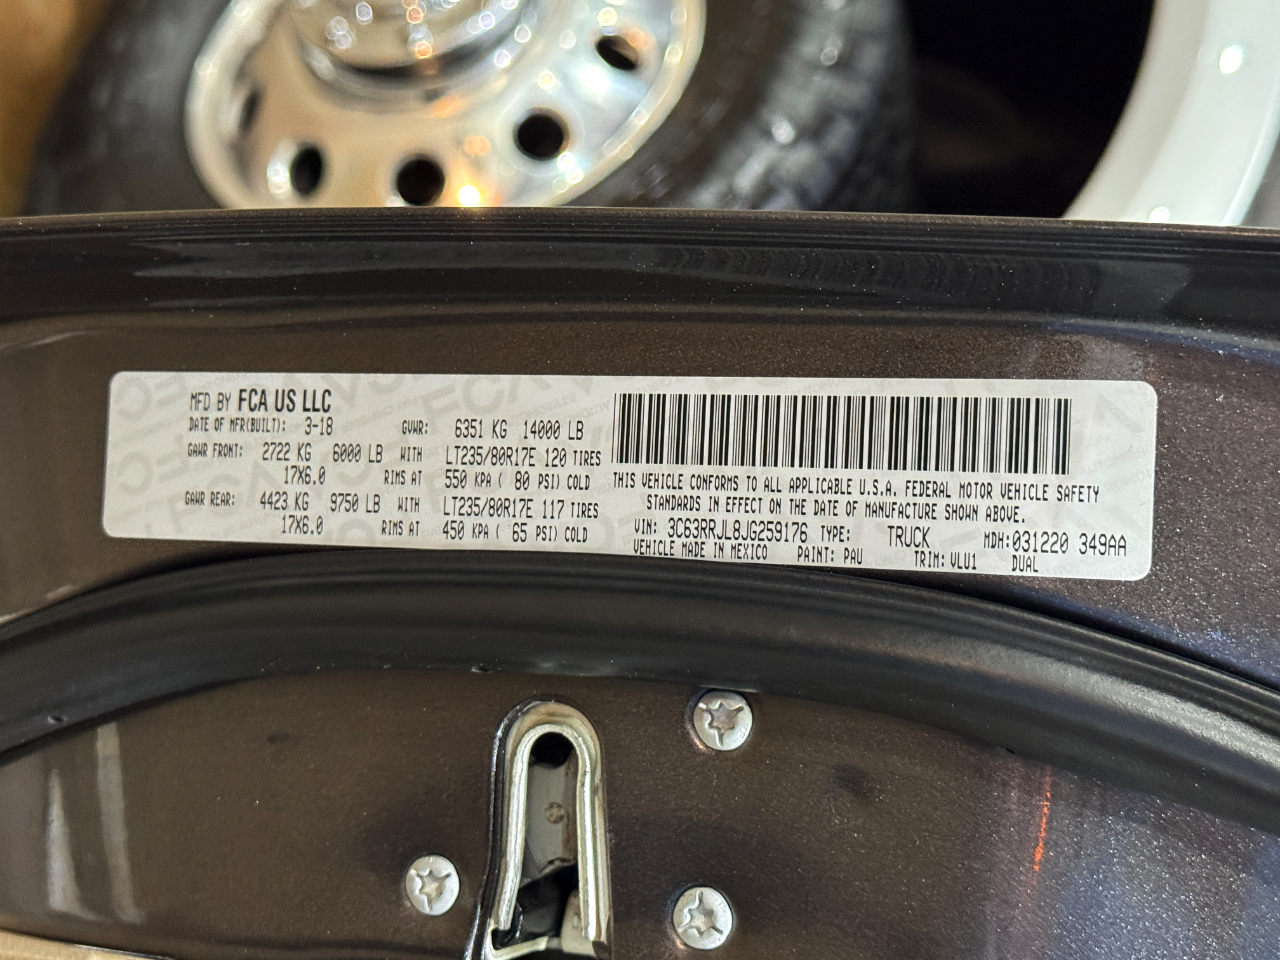 MFD BY FCA US LLC
DATE OF MFR(BUILT): 3-18 GVWR: 6351 KG 14000 LB
GAWR FRONT: 2722 KG 6000 LB WITH LT235/80R17E 120 TIRES
17X6.0 RIMS AT 550 KPA ( 80 PSI) COLD
GAWR REAR: 4423 KG 9750 LB WITH LT235/80R17E 117 TIRES
17X6.0 RIMS AT 450 KPA ( 65 PSI) COLD
THIS VEHICLE CONFORMS TO ALL APPLICABLE U.S.A. FEDERAL MOTOR VEHICLE SAFETY
STANDARDS IN EFFECT ON THE DATE OF MANUFACTURE SHOWN ABOVE.
VIN: 3C63RRJL8JG259176 TYPE: TRUCK MDH:031220 349AA
VEHICLE MADE IN MEXICO PAINT: PAU TRIM: VLU1 DUAL